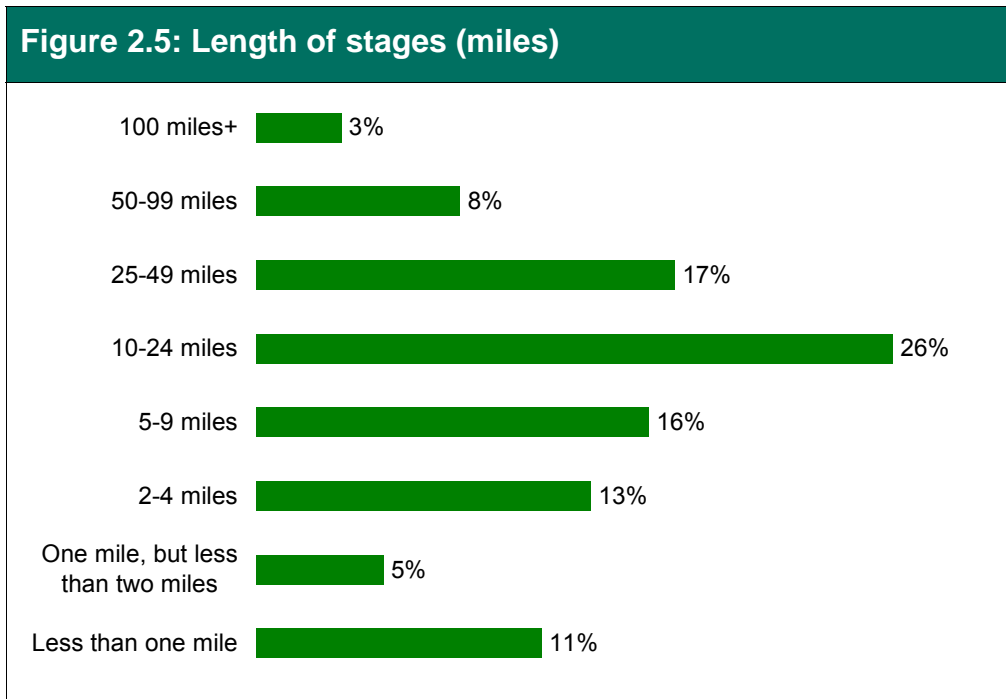 Figure 2.5: Length of stages (miles)
100 miles+ 3%
50-99 miles 8%
25-49 miles 17%
10-24 miles 26%
5-9 miles 16%
2-4 miles 13%
One mile, but less
than two miles 5%
Less than one mile 11%